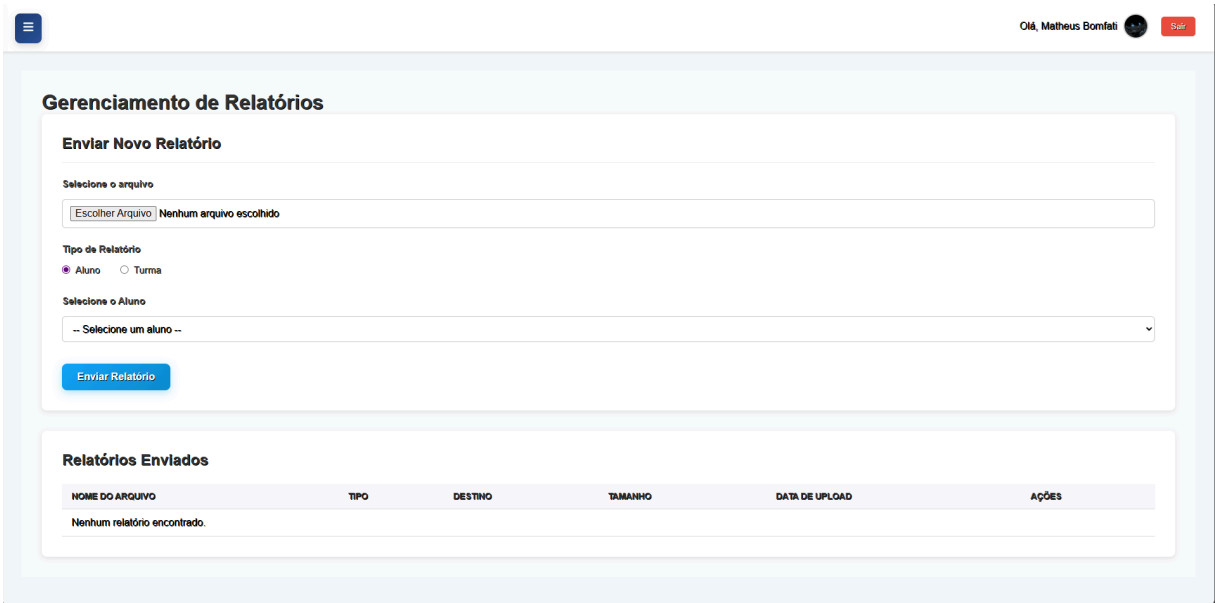 Olá, Matheus Bomfati
Sair
Gerenciamento de Relatórios
Enviar Novo Relatório
Selecione o arquivo
Escolher Arquivo Nenhum arquivo escolhido
Tipo de Relatório
Aluno Turma
Selecione o Aluno
-- Selecione um aluno --
Enviar Relatório
Relatórios Enviados
NOME DO ARQUIVO TIPO DESTINO TAMANHO DATA DE UPLOAD AÇÕES
Nenhum relatório encontrado.